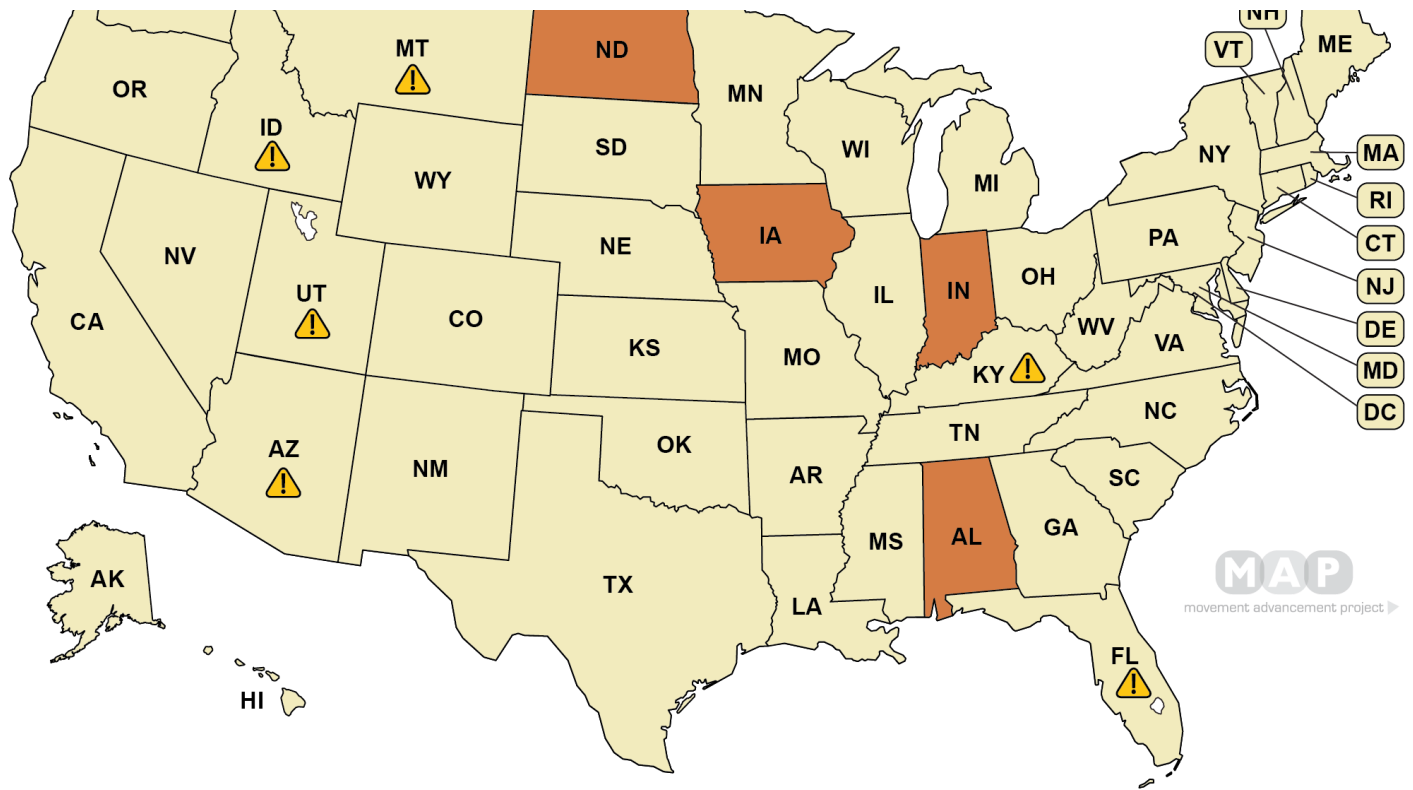 NH
ME
VT
MT
ND
OR
MN
ID
SD
WI
NY
MA
WY
MI
RI
IA
PA
CT
NV
NE
OH
NJ
UT
IL
IN
CA
CO
WV
DE
KS
VA
MO
KY
MD
NC
DC
TN
AZ
OK
NM
AR
SC
GA
MS
AL
AK
TX
MAP
LA
movement advancement project
FL
HI